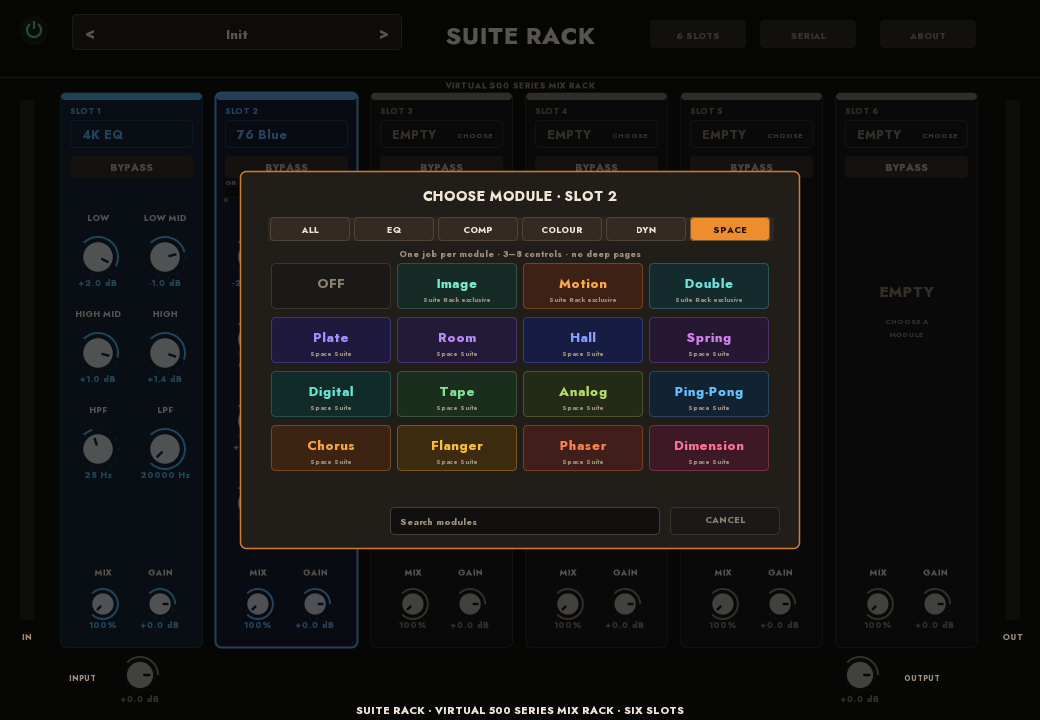 < Init >
SUITE RACK
6 SLOTS
SERIAL
ABOUT
VIRTUAL 500 SERIES MIX RACK
SLOT 1
SLOT 2
SLOT 3
SLOT 4
SLOT 5
SLOT 6
4K EQ
76 Blue
EMPTY CHOOSE
EMPTY CHOOSE
EMPTY CHOOSE
EMPTY CHOOSE
BYPASS
BYPASS
BYPASS
BYPASS
BYPASS
BYPASS
GR
0
CHOOSE MODULE · SLOT 2
ALL
EQ
COMP
COLOUR
DYN
SPACE
One job per module · 3–8 controls · no deep pages
OFF
Image
Suite Rack exclusive
Motion
Suite Rack exclusive
Double
Suite Rack exclusive
Plate
Space Suite
Room
Space Suite
Hall
Space Suite
Spring
Space Suite
Digital
Space Suite
Tape
Space Suite
Analog
Space Suite
Ping-Pong
Space Suite
Chorus
Space Suite
Flanger
Space Suite
Phaser
Space Suite
Dimension
Space Suite
Search modules
CANCEL
LOW
LOW MID
+2.0 dB
-1.0 dB
HIGH MID
HIGH
+1.0 dB
+1.4 dB
HPF
LPF
28 Hz
20000 Hz
EMPTY
CHOOSE A
MODULE
MIX
GAIN
MIX
GAIN
MIX
GAIN
MIX
GAIN
MIX
GAIN
MIX
GAIN
100%
+0.0 dB
100%
+0.0 dB
100%
+0.0 dB
100%
+0.0 dB
100%
+0.0 dB
100%
+0.0 dB
IN
OUT
INPUT
+0.0 dB
OUTPUT
+0.0 dB
SUITE RACK · VIRTUAL 500 SERIES MIX RACK · SIX SLOTS